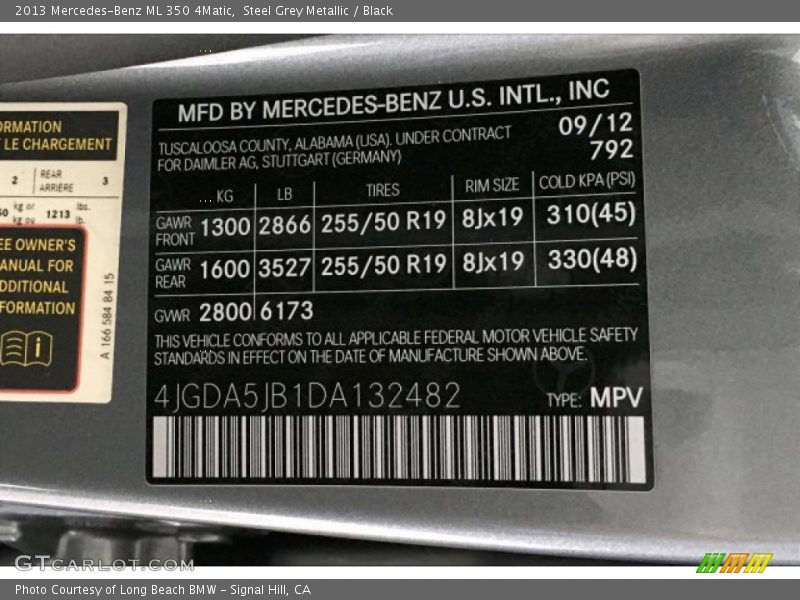 2013 Mercedes-Benz ML 350 4Matic, Steel Grey Metallic / Black
ORMATION
LE CHARGEMENT
2 REAR ARRIERE 3
kg or kg ou 1213 lbs. lb.
EE OWNER'S
ANUAL FOR
DDITIONAL
FORMATION
A 166 584 84 15
MFD BY MERCEDES-BENZ U.S. INTL., INC
TUSCALOOSA COUNTY, ALABAMA (USA). UNDER CONTRACT 09/12
FOR DAIMLER AG, STUTTGART (GERMANY) 792
KG LB TIRES RIM SIZE COLD KPA (PSI)
GAWR FRONT 1300 2866 255/50 R19 8Jx19 310(45)
GAWR REAR 1600 3527 255/50 R19 8Jx19 330(48)
GVWR 2800 6173
THIS VEHICLE CONFORMS TO ALL APPLICABLE FEDERAL MOTOR VEHICLE SAFETY
STANDARDS IN EFFECT ON THE DATE OF MANUFACTURE SHOWN ABOVE.
4JGDA5JB1DA132482 TYPE: MPV
GTCARLOT.COM
Photo Courtesy of Long Beach BMW - Signal Hill, CA